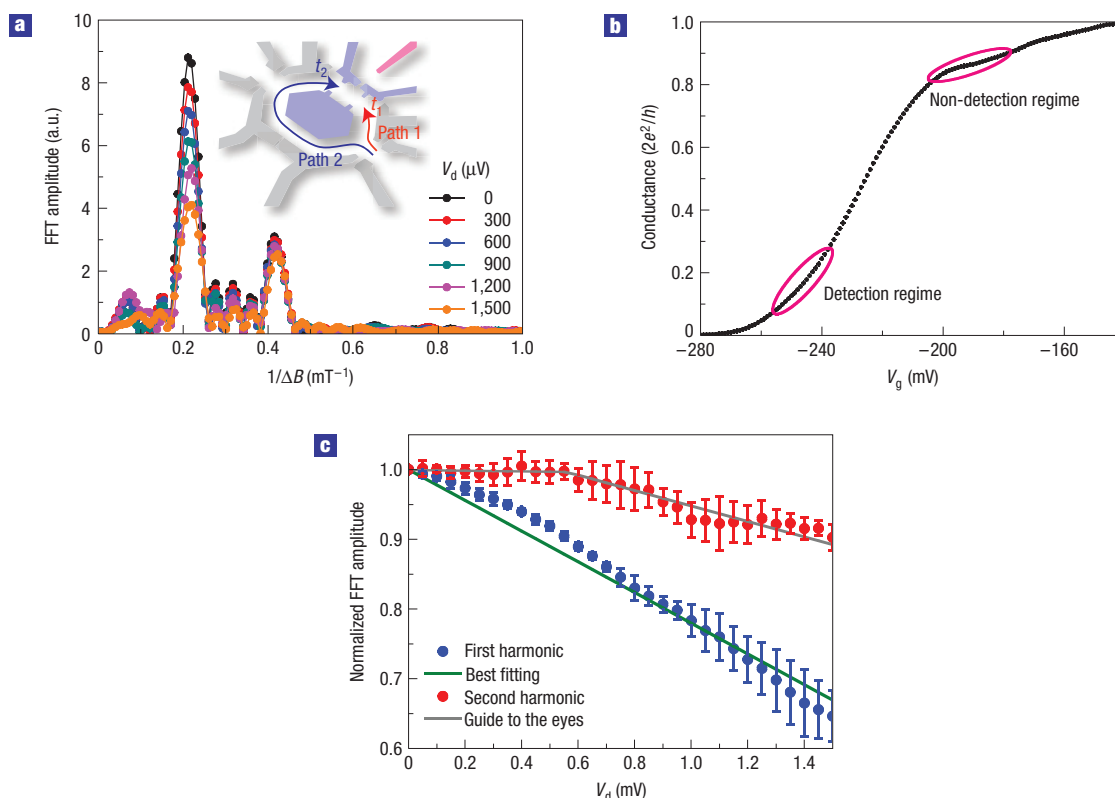 a
10
8
6
4
2
0
FFT amplitude (a.u.)
0
0.2
0.4
0.6
0.8
1.0
1/ΔB (mT⁻¹)
t₂
t₁
Path 1
Path 2
V_d (μV)
0
300
600
900
1,200
1,500
b
1.0
0.8
0.6
0.4
0.2
0
Conductance (2e²/h)
Non-detection regime
Detection regime
−280
−240
−200
−160
V_g (mV)
c
1.0
0.9
0.8
0.7
0.6
Normalized FFT amplitude
First harmonic
Best fitting
Second harmonic
Guide to the eyes
0
0.2
0.4
0.6
0.8
1.0
1.2
1.4
V_d (mV)